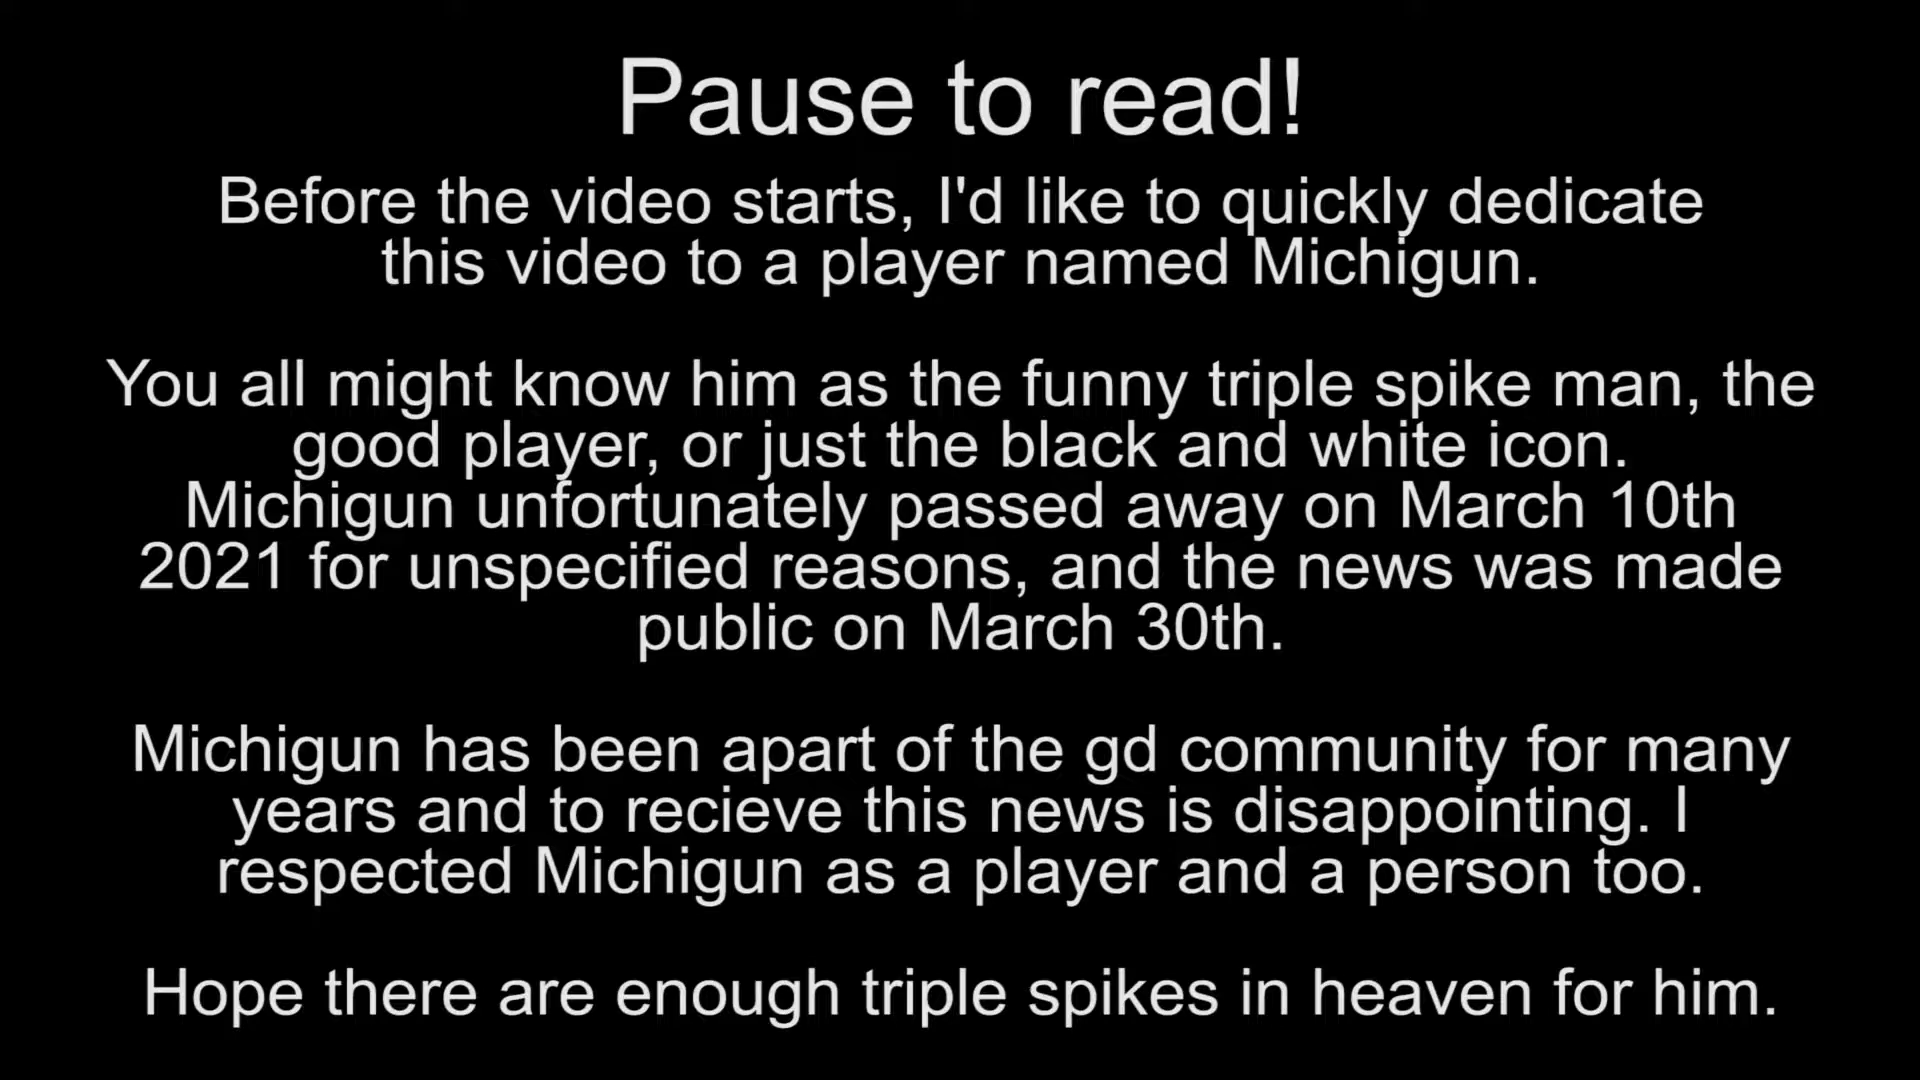 Pause to read!
Before the video starts, I'd like to quickly dedicate
this video to a player named Michigun.
You all might know him as the funny triple spike man, the
good player, or just the black and white icon.
Michigun unfortunately passed away on March 10th
2021 for unspecified reasons, and the news was made
public on March 30th.
Michigun has been apart of the gd community for many
years and to recieve this news is disappointing. I
respected Michigun as a player and a person too.
Hope there are enough triple spikes in heaven for him.